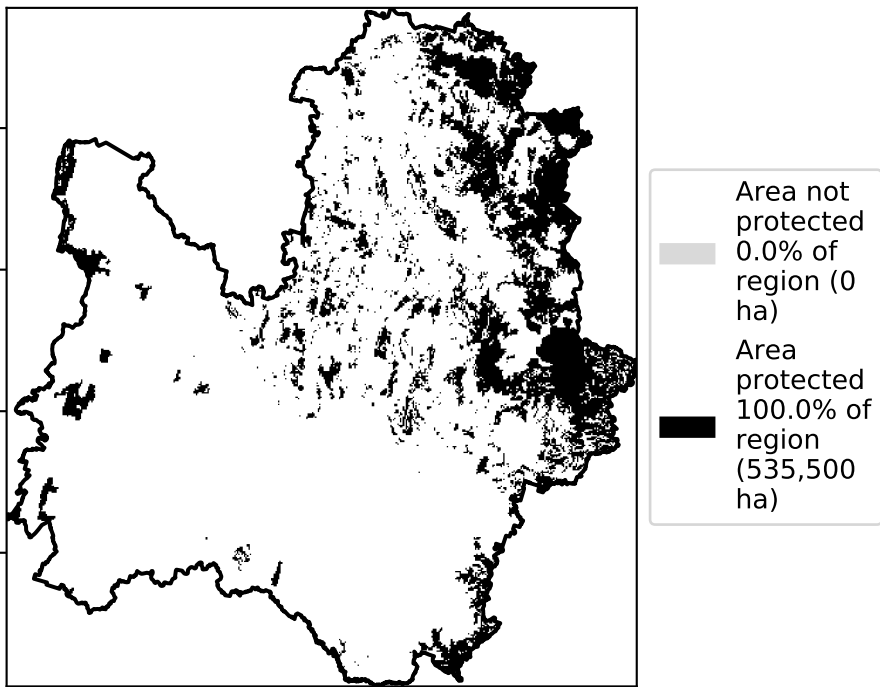 Area not
protected
0.0% of
region (0
ha)
Area
protected
100.0% of
region
(535,500
ha)